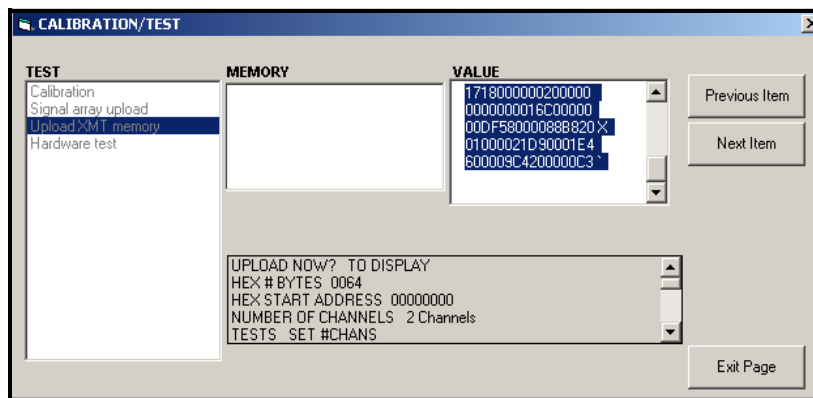 CALIBRATION/TEST
TEST
Calibration
Signal array upload
Upload XMT memory
Hardware test
MEMORY
VALUE
1718000000200000
0000000016C00000
00DF58000088B820 X
01000021D90001E4
600009C4200000C3 `
Previous Item
Next Item
UPLOAD NOW? TO DISPLAY
HEX # BYTES 0064
HEX START ADDRESS 00000000
NUMBER OF CHANNELS 2 Channels
TESTS SET #CHANS
Exit Page